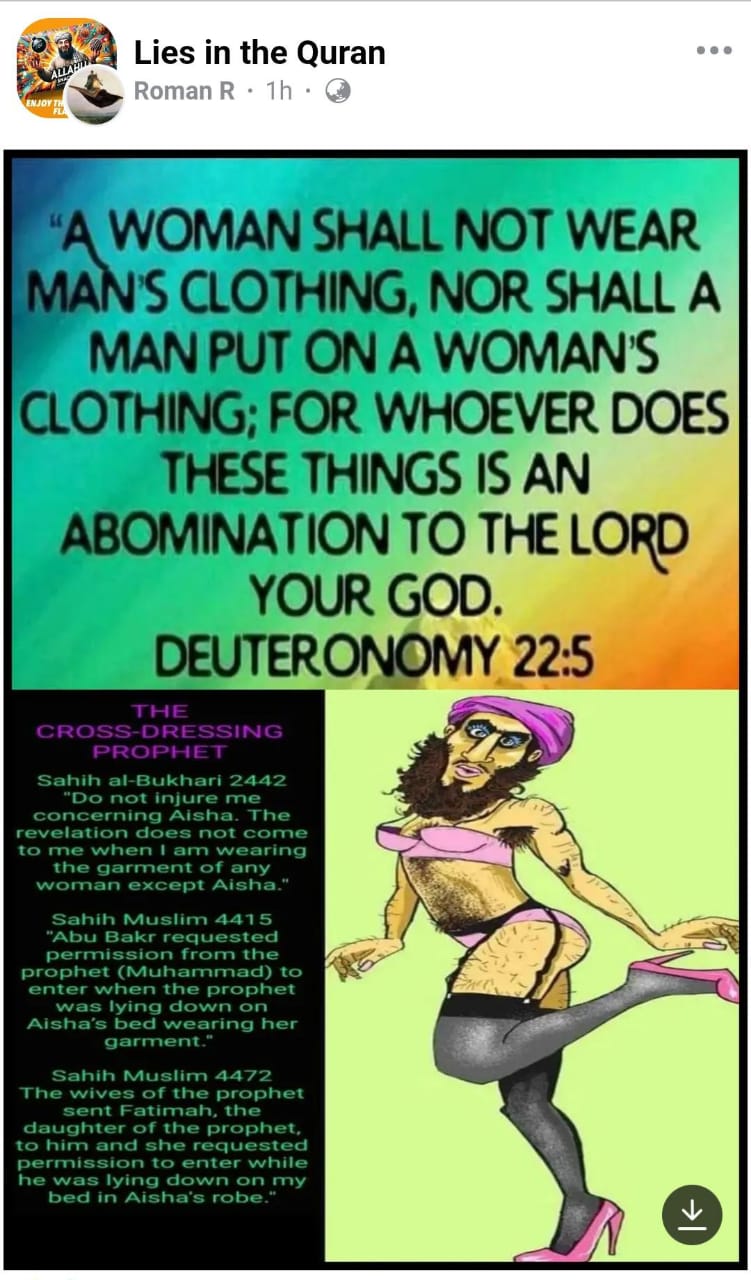 Lies in the Quran
Roman R · 1h ·
ALLAHU
ENJOY TH
FL
"A WOMAN SHALL NOT WEAR
MAN'S CLOTHING, NOR SHALL A
MAN PUT ON A WOMAN'S
CLOTHING; FOR WHOEVER DOES
THESE THINGS IS AN
ABOMINATION TO THE LORD
YOUR GOD.
DEUTERONOMY 22:5
THE
CROSS-DRESSING
PROPHET
Sahih al-Bukhari 2442
"Do not injure me
concerning Aisha. The
revelation does not come
to me when I am wearing
the garment of any
woman except Aisha."
Sahih Muslim 4415
"Abu Bakr requested
permission from the
prophet (Muhammad) to
enter when the prophet
was lying down on
Aisha's bed wearing her
garment."
Sahih Muslim 4472
The wives of the prophet
sent Fatimah, the
daughter of the prophet,
to him and she requested
permission to enter while
he was lying down on my
bed in Aisha's robe."